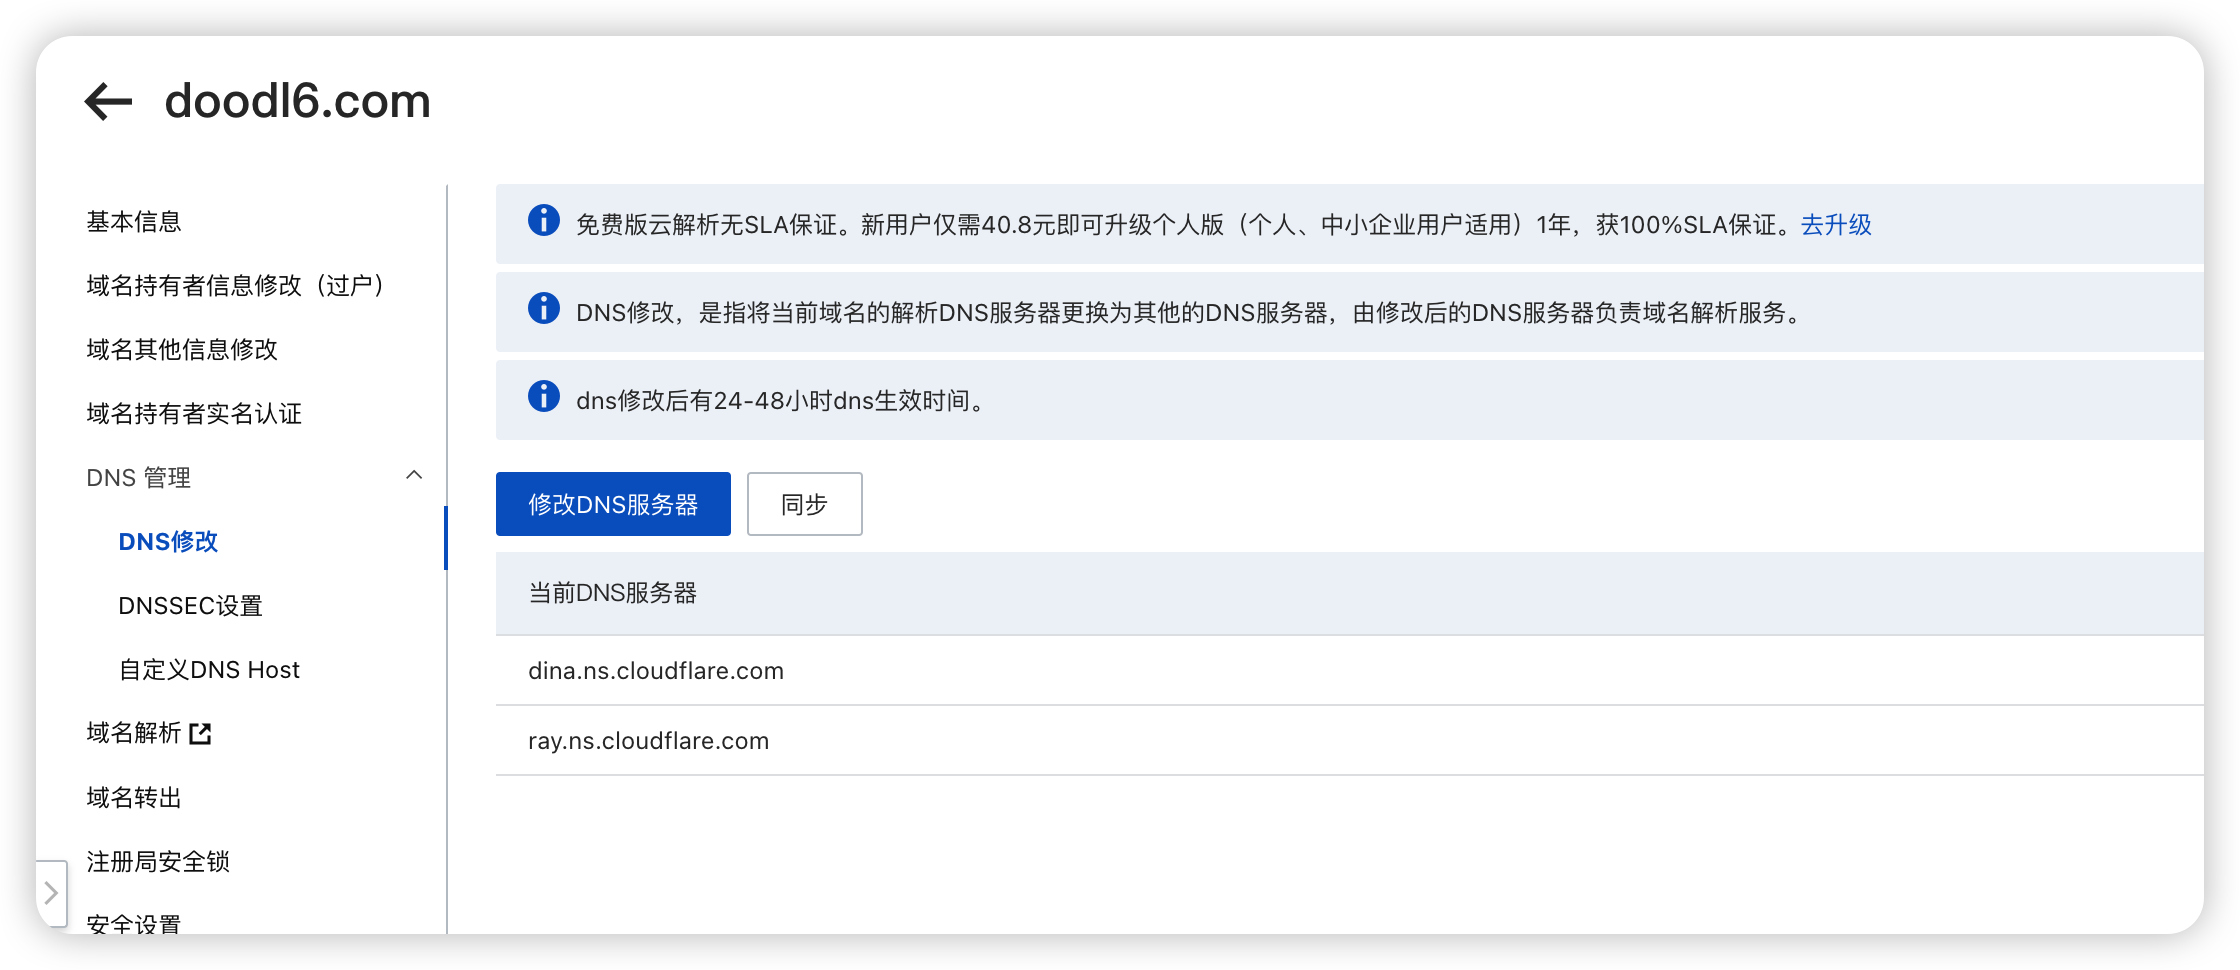 doodl6.com
基本信息
域名持有者信息修改（过户）
域名其他信息修改
域名持有者实名认证
DNS 管理
DNS修改
DNSSEC设置
自定义DNS Host
域名解析
域名转出
注册局安全锁
安全设置
免费版云解析无SLA保证。新用户仅需40.8元即可升级个人版（个人、中小企业用户适用）1年，获100%SLA保证。去升级
DNS修改，是指将当前域名的解析DNS服务器更换为其他的DNS服务器，由修改后的DNS服务器负责域名解析服务。
dns修改后有24-48小时dns生效时间。
修改DNS服务器 同步
当前DNS服务器
dina.ns.cloudflare.com
ray.ns.cloudflare.com